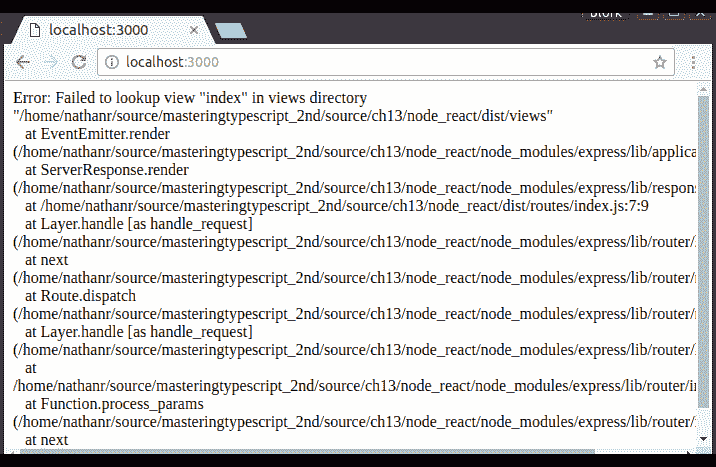 localhost:3000
localhost:3000
Error: Failed to lookup view "index" in views directory
"/home/nathanr/source/masteringtypescript_2nd/source/ch13/node_react/dist/views"
at EventEmitter.render
(/home/nathanr/source/masteringtypescript_2nd/source/ch13/node_react/node_modules/express/lib/applica
at ServerResponse.render
(/home/nathanr/source/masteringtypescript_2nd/source/ch13/node_react/node_modules/express/lib/respon
at /home/nathanr/source/masteringtypescript_2nd/source/ch13/node_react/dist/routes/index.js:7:9
at Layer.handle [as handle_request]
(/home/nathanr/source/masteringtypescript_2nd/source/ch13/node_react/node_modules/express/lib/router/
at next
(/home/nathanr/source/masteringtypescript_2nd/source/ch13/node_react/node_modules/express/lib/router/
at Route.dispatch
(/home/nathanr/source/masteringtypescript_2nd/source/ch13/node_react/node_modules/express/lib/router/
at Layer.handle [as handle_request]
(/home/nathanr/source/masteringtypescript_2nd/source/ch13/node_react/node_modules/express/lib/router/
at
/home/nathanr/source/masteringtypescript_2nd/source/ch13/node_react/node_modules/express/lib/router/i
at Function.process_params
(/home/nathanr/source/masteringtypescript_2nd/source/ch13/node_react/node_modules/express/lib/router/
at next